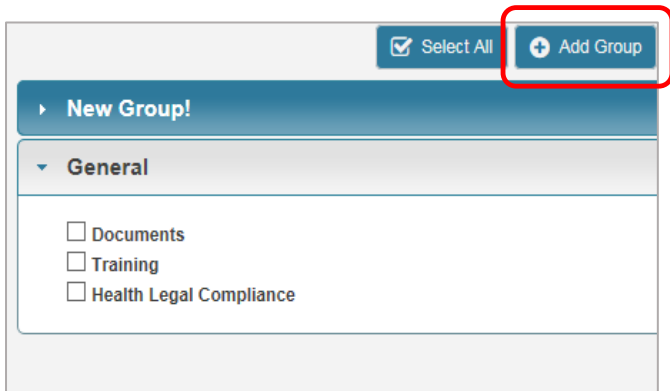 Select All Add Group
New Group!
General
Documents
Training
Health Legal Compliance